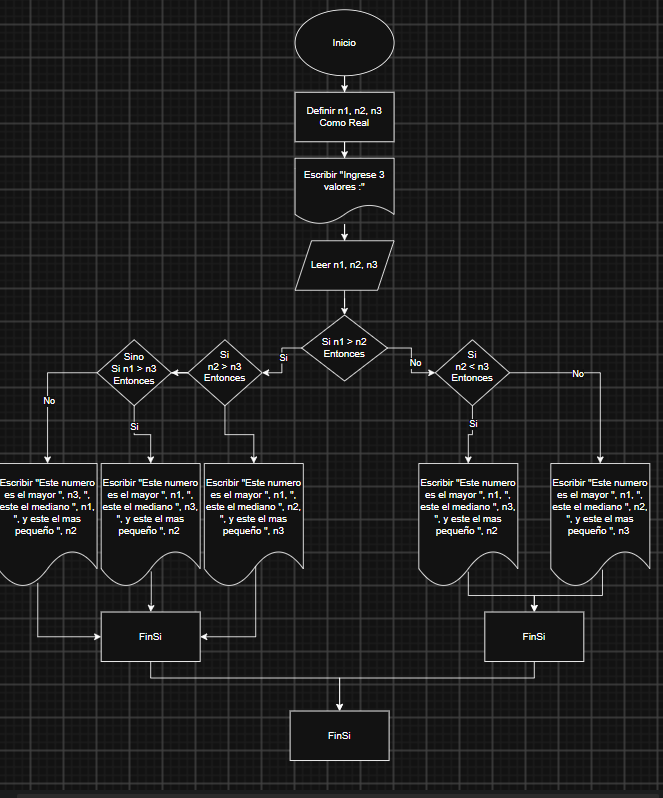 Inicio
Definir n1, n2, n3
Como Real
Escribir "Ingrese 3
valores :"
Leer n1, n2, n3
Si n1 > n2
Entonces
Si
No
Si
n2 > n3
Entonces
Sino
Si n1 > n3
Entonces
Si
n2 < n3
Entonces
No
Si
Si
No
Escribir "Este numero
es el mayor ", n3, ",
este el mediano ", n1,
", y este el mas
pequeño ", n2
Escribir "Este numero
es el mayor ", n1, ",
este el mediano ", n3,
", y este el mas
pequeño ", n2
Escribir "Este numero
es el mayor ", n1, ",
este el mediano ", n2,
", y este el mas
pequeño ", n3
Escribir "Este numero
es el mayor ", n1, ",
este el mediano ", n3,
", y este el mas
pequeño ", n2
Escribir "Este numero
es el mayor ", n1, ",
este el mediano ", n2,
", y este el mas
pequeño ", n3
FinSi
FinSi
FinSi